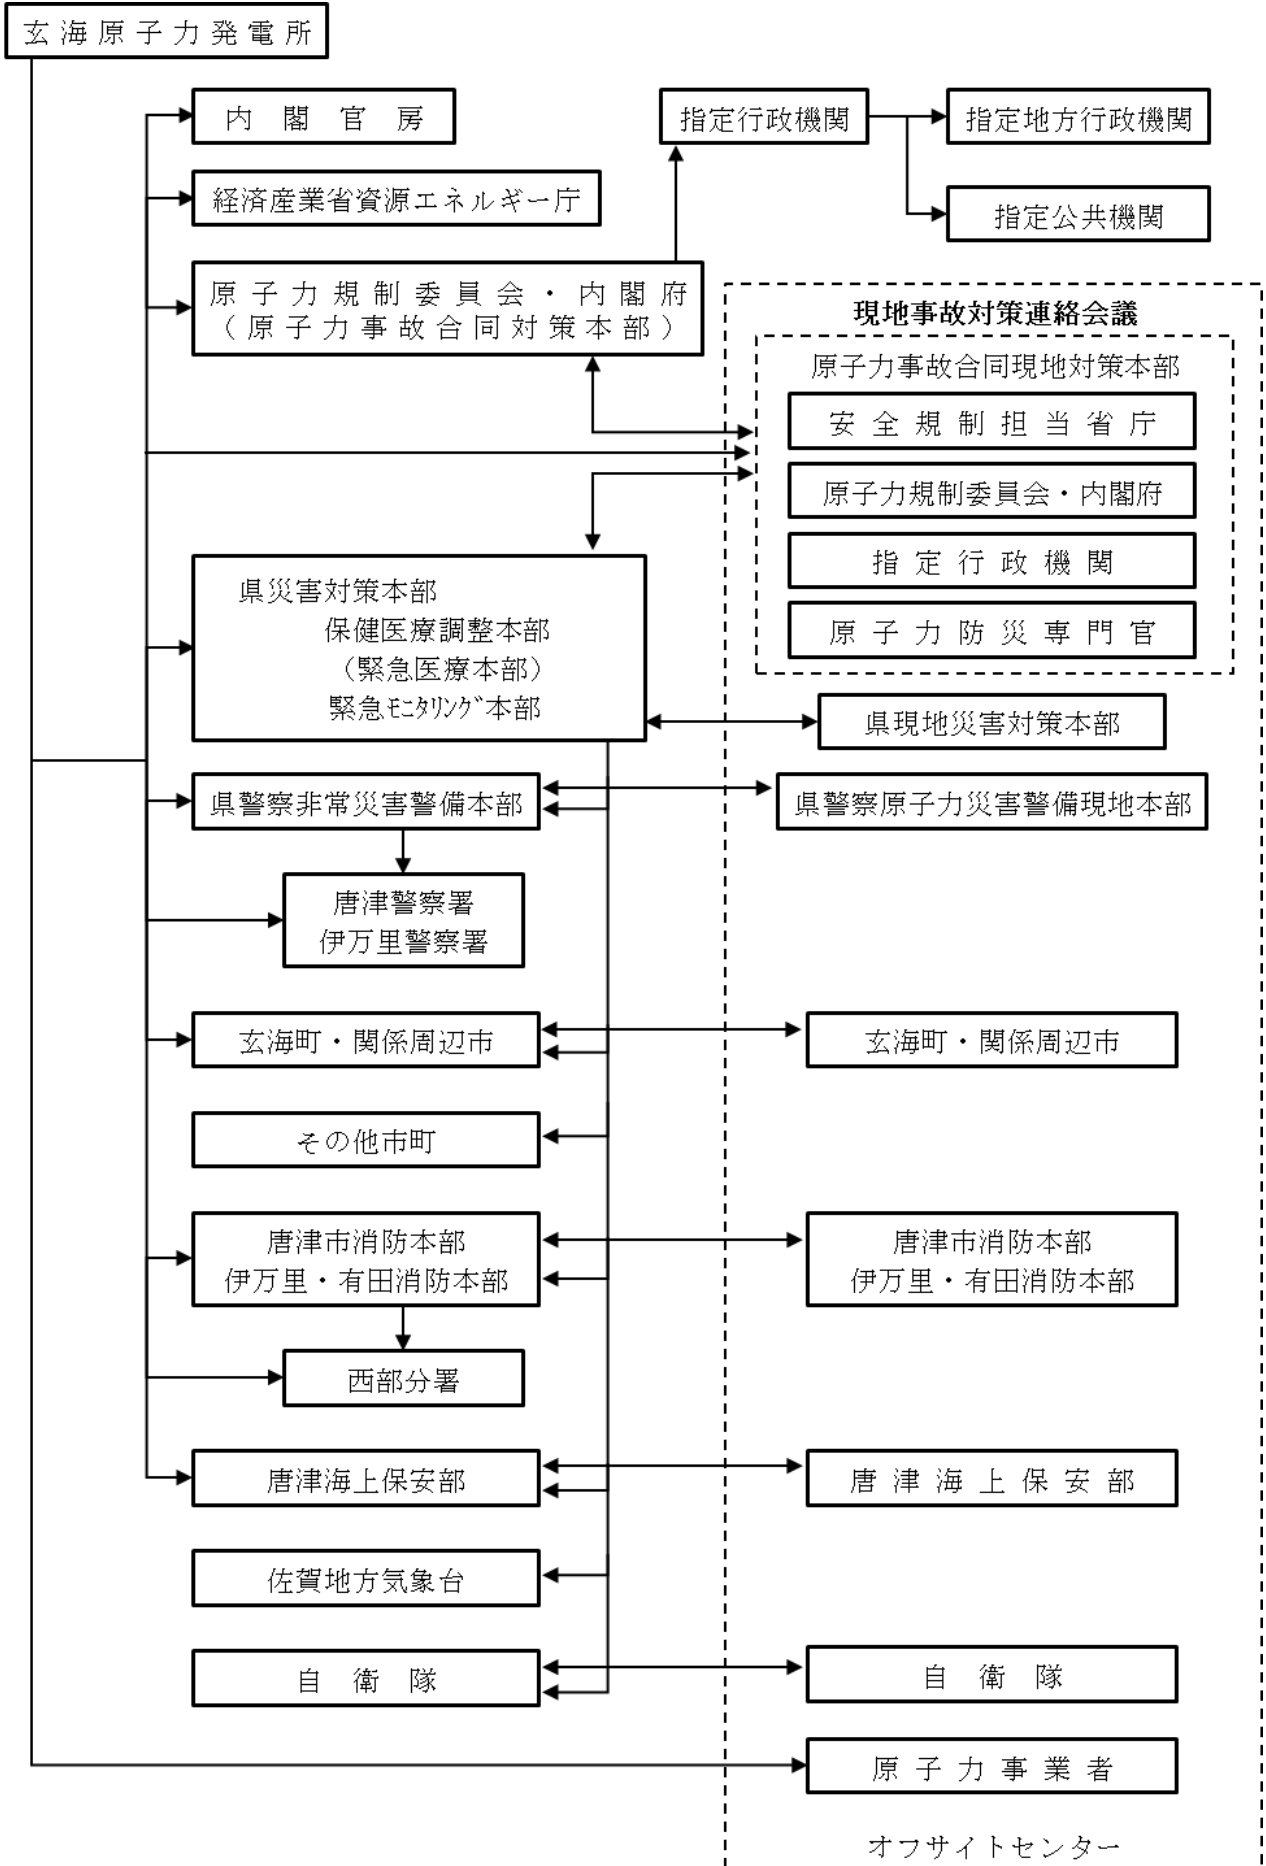 玄海原子力発電所
内閣官房
指定行政機関
指定地方行政機関
経済産業省資源エネルギー庁
指定公共機関
原子力規制委員会・内閣府
（原子力事故合同対策本部）
現地事故対策連絡会議
原子力事故合同現地対策本部
安全規制担当省庁
原子力規制委員会・内閣府
指定行政機関
原子力防災専門官
県災害対策本部
保健医療調整本部
（緊急医療本部）
緊急ﾓﾆﾀﾘﾝｸﾞ本部
県現地災害対策本部
県警察非常災害警備本部
県警察原子力災害警備現地本部
唐津警察署
伊万里警察署
玄海町・関係周辺市
玄海町・関係周辺市
その他市町
唐津市消防本部
伊万里・有田消防本部
唐津市消防本部
伊万里・有田消防本部
西部分署
唐津海上保安部
唐津海上保安部
佐賀地方気象台
自衛隊
自衛隊
原子力事業者
オフサイトセンター